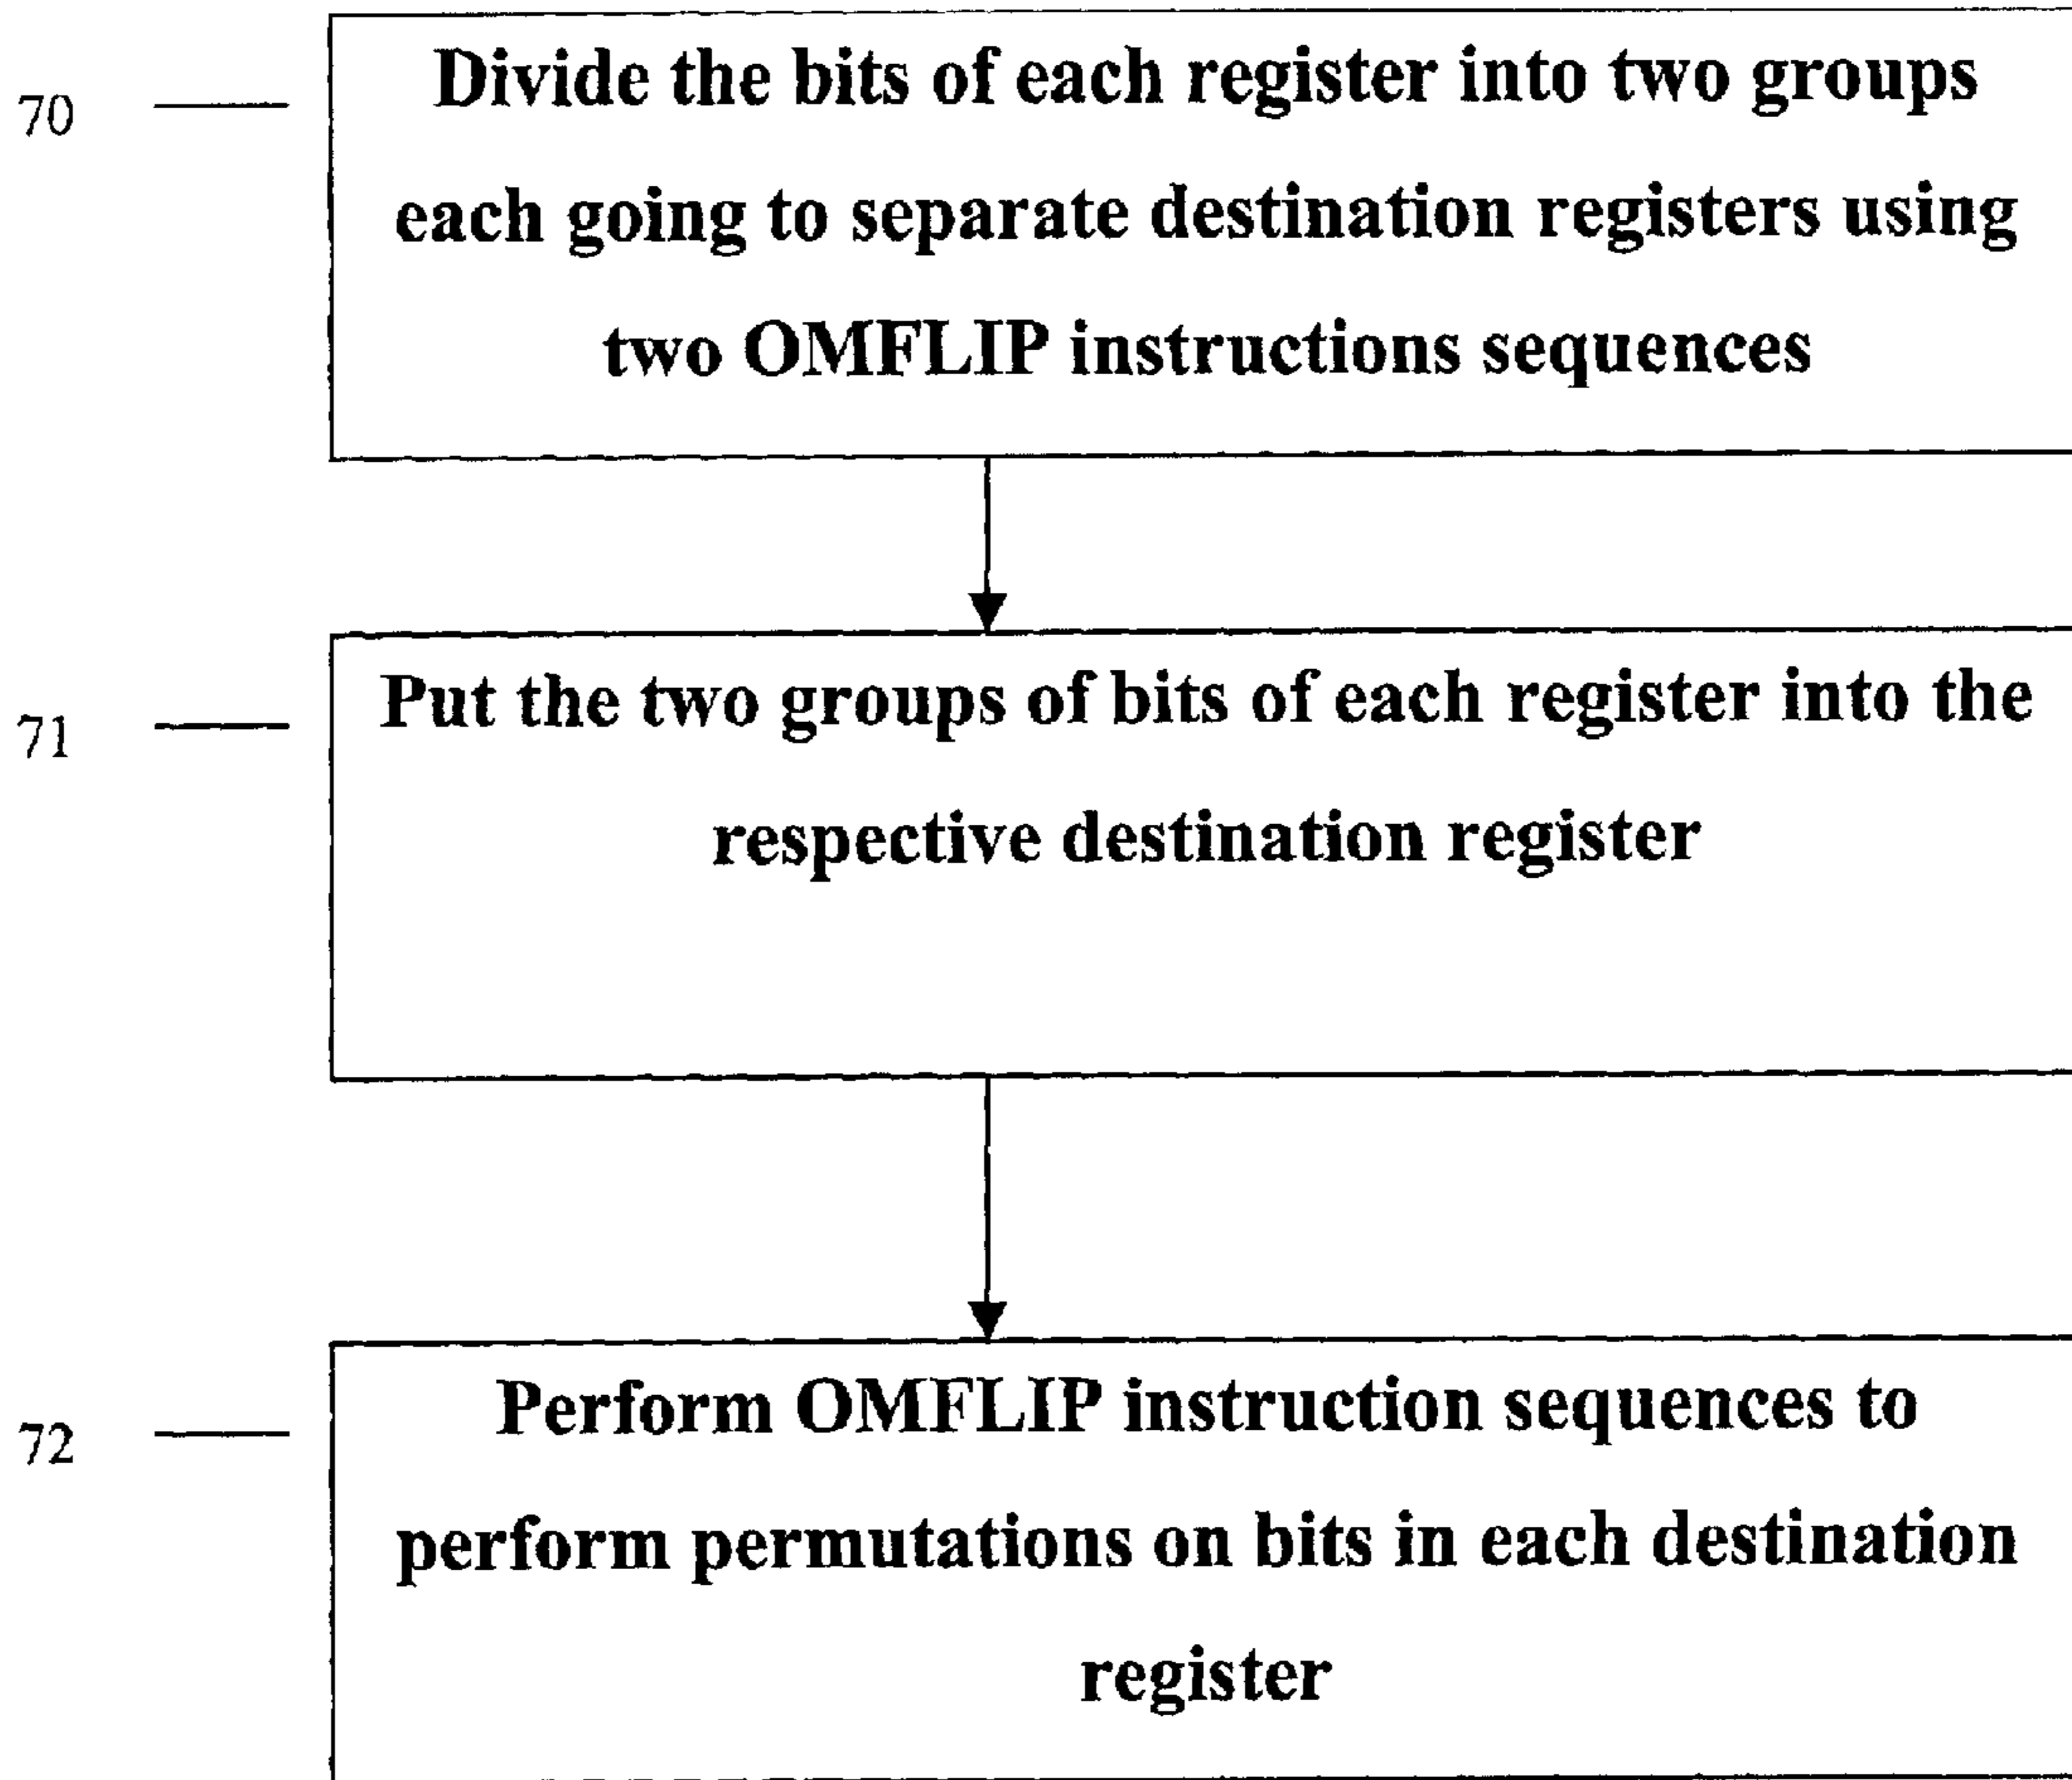 70
Divide the bits of each register into two groups
each going to separate destination registers using
two OMFLIP instructions sequences
71
Put the two groups of bits of each register into the
respective destination register
72
Perform OMFLIP instruction sequences to
perform permutations on bits in each destination
register